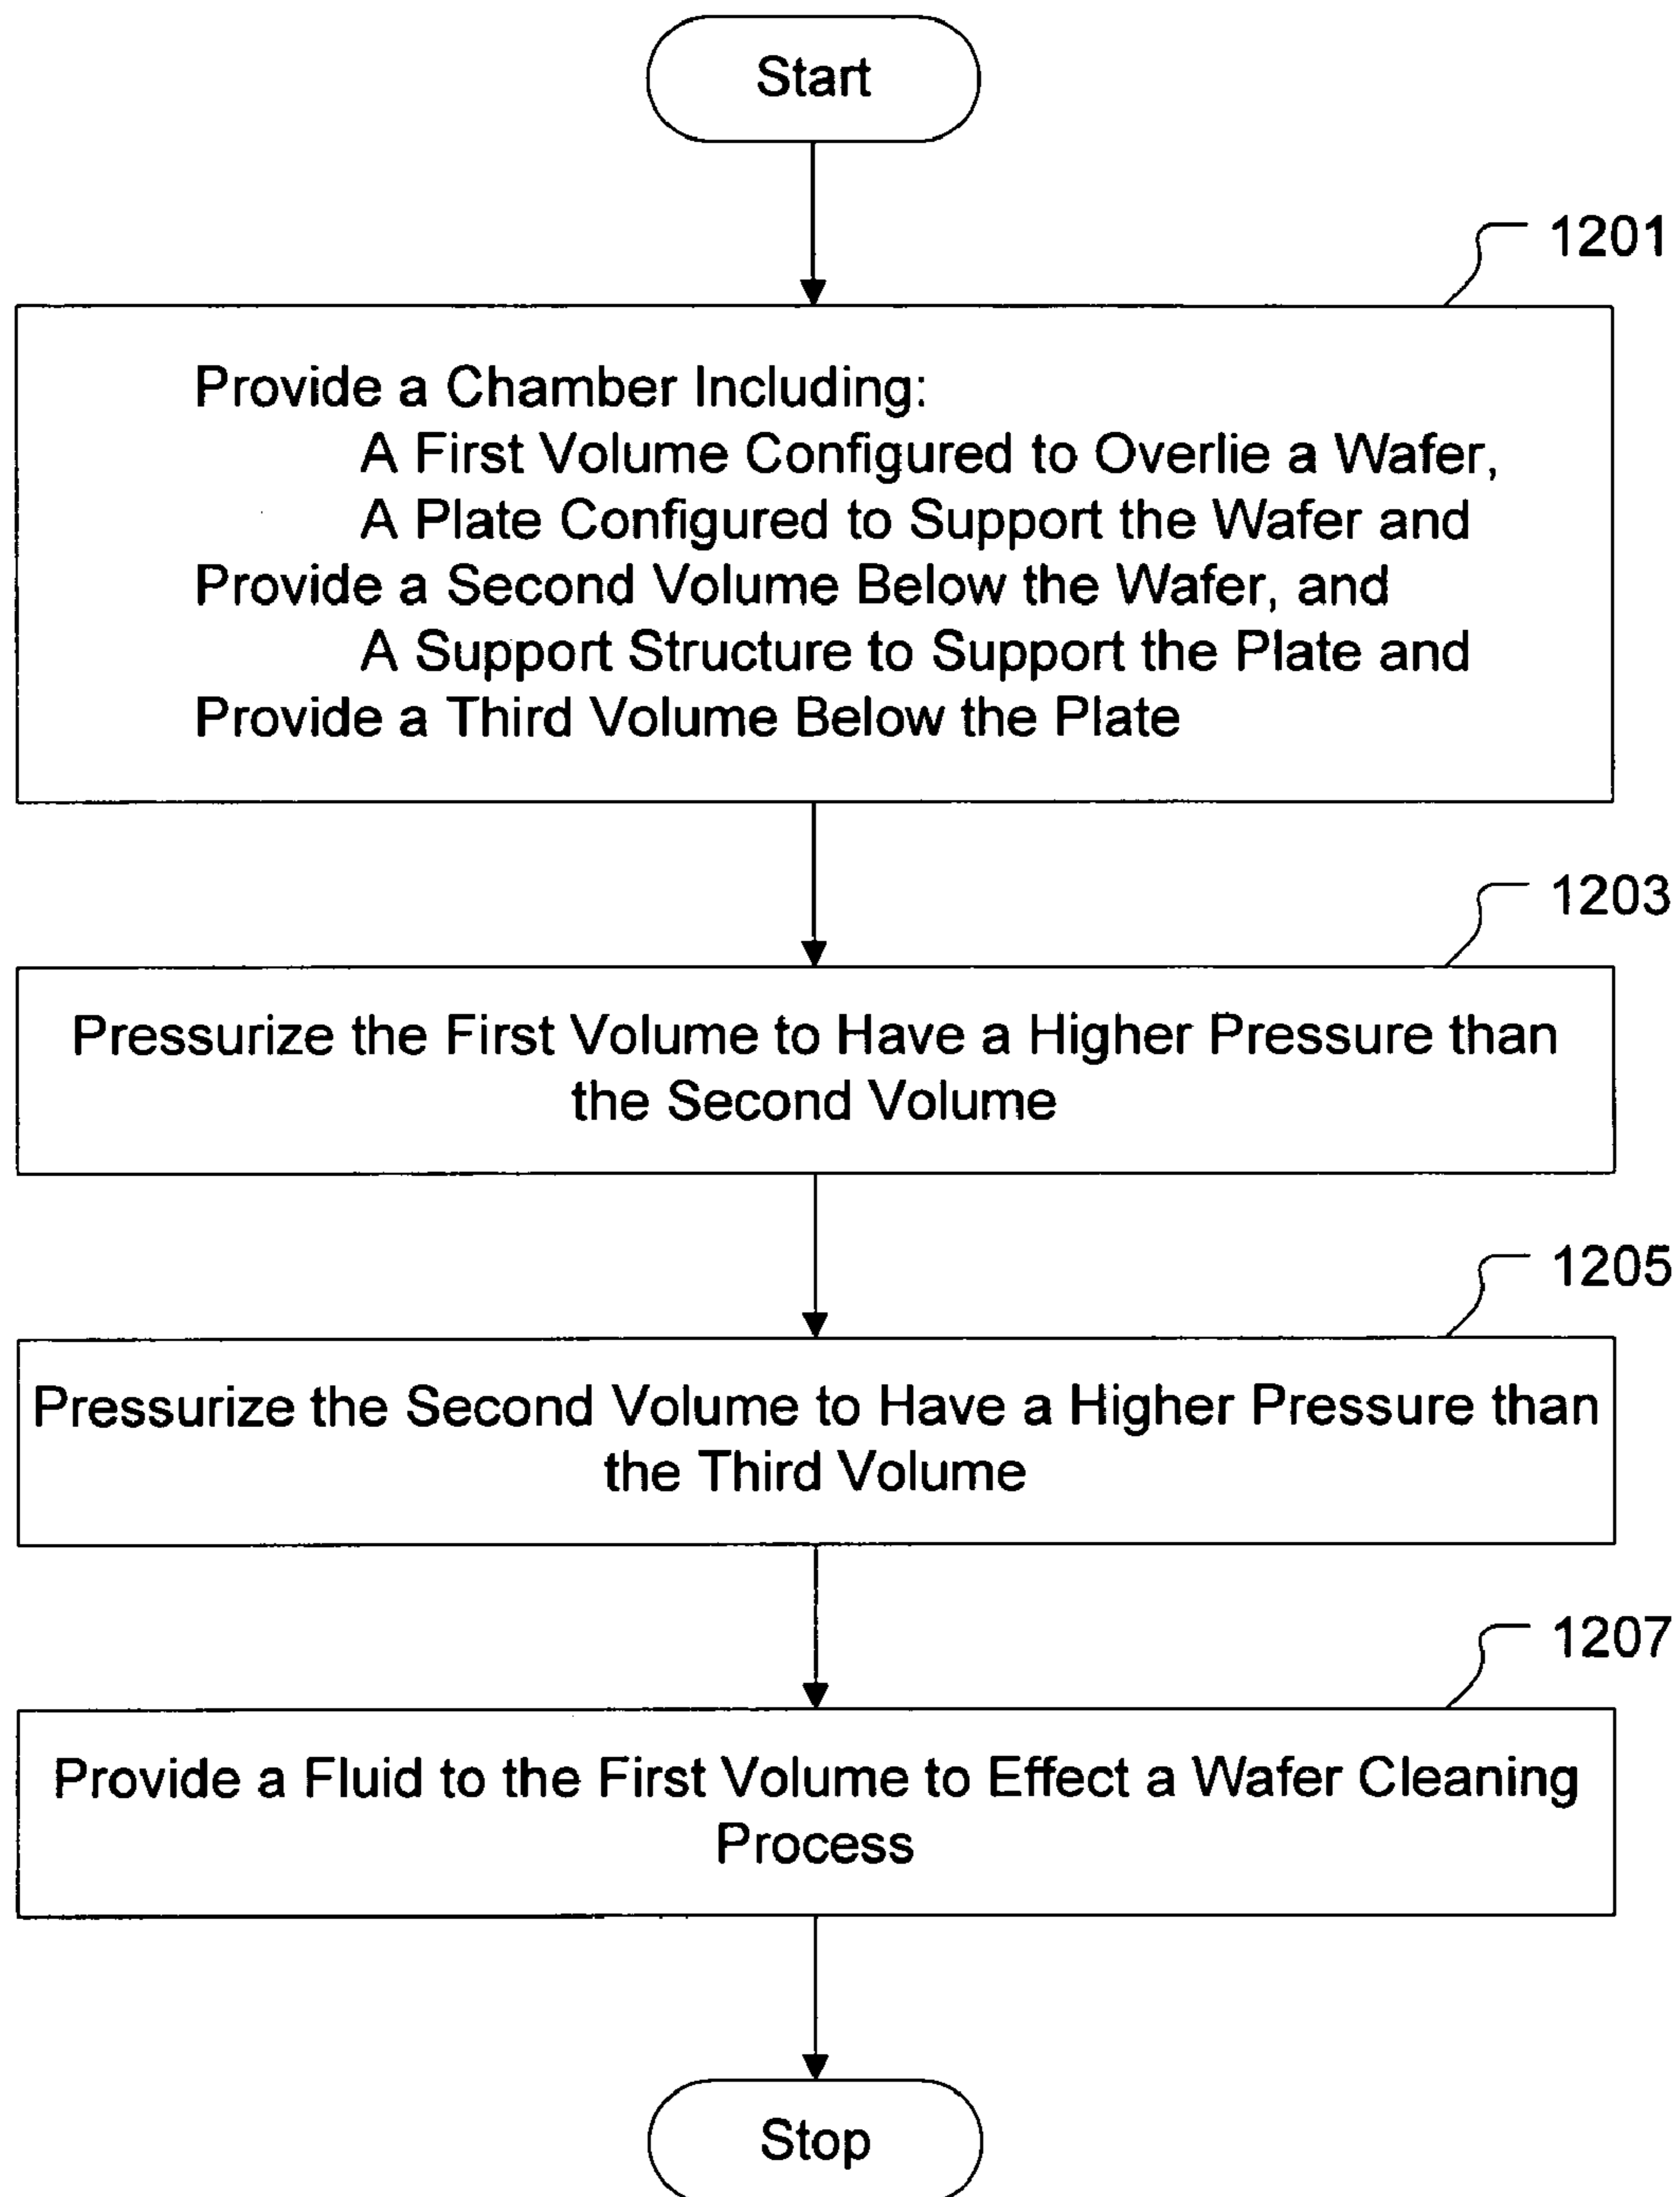 Start
1201
Provide a Chamber Including:
A First Volume Configured to Overlie a Wafer,
A Plate Configured to Support the Wafer and
Provide a Second Volume Below the Wafer, and
A Support Structure to Support the Plate and
Provide a Third Volume Below the Plate
1203
Pressurize the First Volume to Have a Higher Pressure than
the Second Volume
1205
Pressurize the Second Volume to Have a Higher Pressure than
the Third Volume
1207
Provide a Fluid to the First Volume to Effect a Wafer Cleaning
Process
Stop